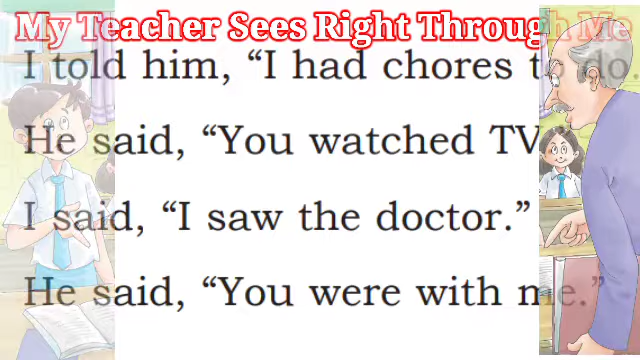 My Teacher Sees Right Through Me
I told him, “I had chores to do.
He said, “You watched TV
I said, “I saw the doctor.”
He said, “You were with me.”